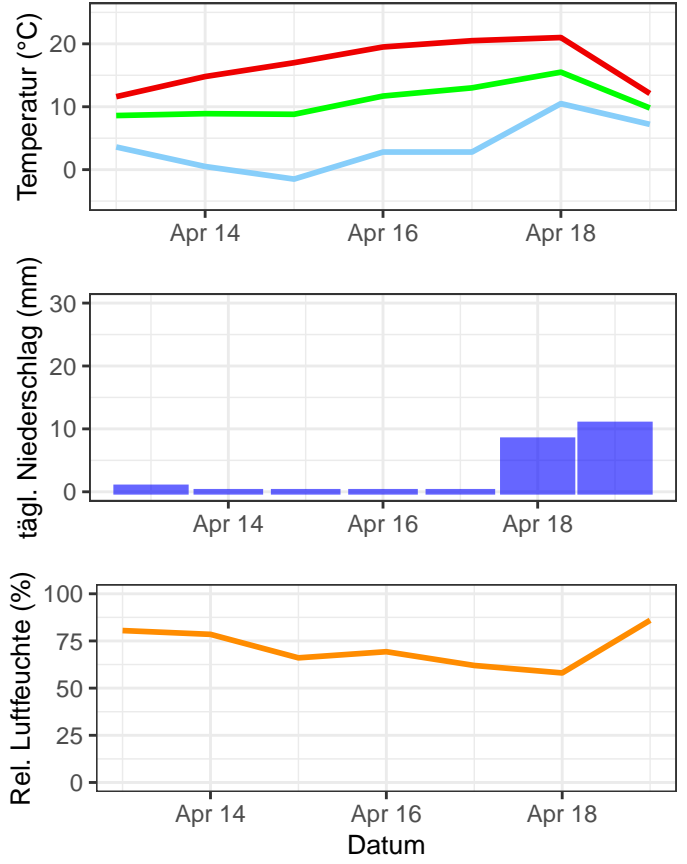 Temperatur (°C)
20
10
0
Apr 14
Apr 16
Apr 18
tägl. Niederschlag (mm)
30
20
10
0
Apr 14
Apr 16
Apr 18
Rel. Luftfeuchte (%)
100
75
50
25
0
Apr 14
Apr 16
Apr 18
Datum